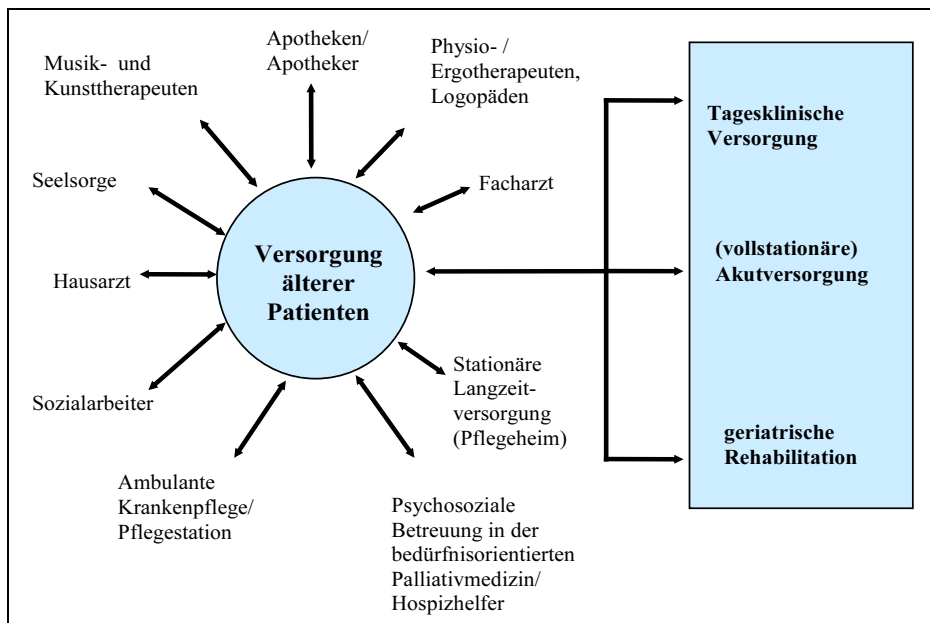 Apotheken/
Apotheker
Physio- /
Ergotherapeuten,
Logopäden
Musik- und
Kunsttherapeuten
Seelsorge
Facharzt
Hausarzt
Versorgung
älterer
Patienten
Sozialarbeiter
Stationäre
Langzeit-
versorgung
(Pflegeheim)
Ambulante
Krankenpflege/
Pflegestation
Psychosoziale
Betreuung in der
bedürfnisorientierten
Palliativmedizin/
Hospizhelfer
Tagesklinische
Versorgung
(vollstationäre)
Akutversorgung
geriatrische
Rehabilitation